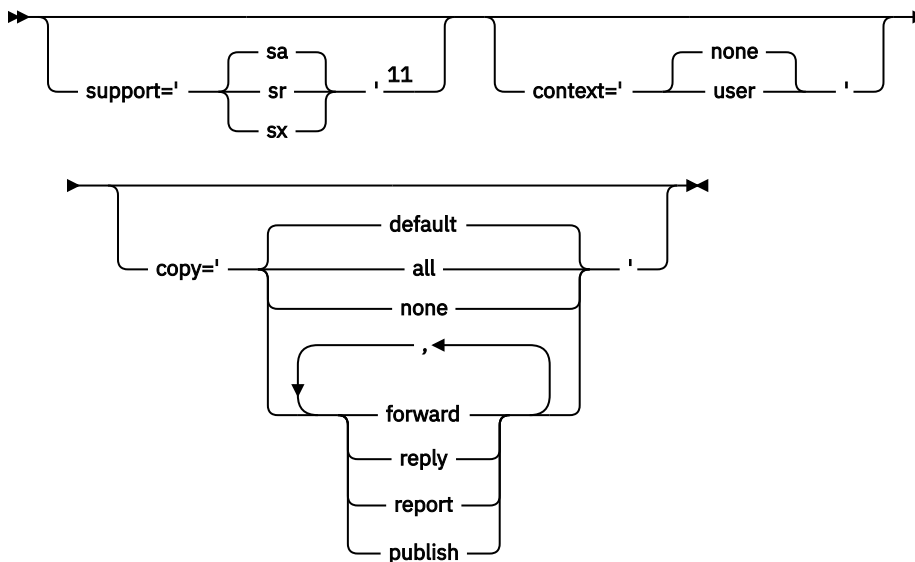 sa none
support=' sr ' 11 context=' user '
sx
default
copy=' all '
none
,
forward
reply
report
publish